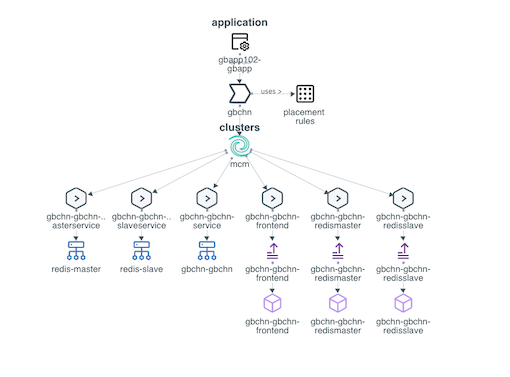 application
gbapp102-
gbapp
uses >
gbchn
placement
rules
clusters
mcm
gbchn-gbchn-..
asterservice
gbchn-gbchn-..
slaveservice
gbchn-gbchn-
service
gbchn-gbchn-
frontend
gbchn-gbchn-
redismaster
gbchn-gbchn-
redisslave
redis-master
redis-slave
gbchn-gbchn
gbchn-gbchn-
frontend
gbchn-gbchn-
redismaster
gbchn-gbchn-
redisslave
gbchn-gbchn-
frontend
gbchn-gbchn-
redismaster
gbchn-gbchn-
redisslave